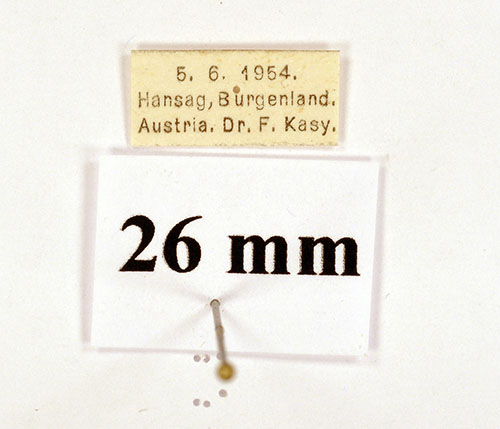 5. 6. 1954.
Hansag, Burgenland.
Austria. Dr. F. Kasy.
26 mm